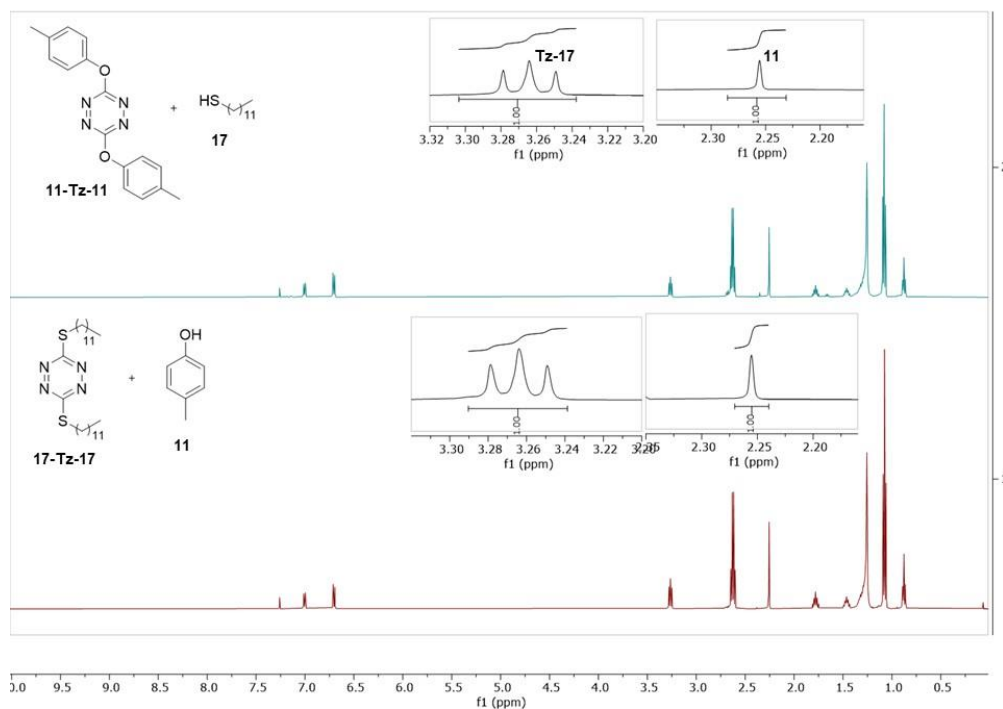 O
N N
N N
O
11-Tz-11
+
HS
11
17
Tz-17
1.00
3.32 3.30 3.28 3.26 3.24 3.22 3.20
f1 (ppm)
11
1.00
2.30 2.25 2.20
f1 (ppm)
S
11
N N
N N
S
11
17-Tz-17
+
OH
11
1.00
3.30 3.28 3.26 3.24 3.22 3.20
f1 (ppm)
1.00
2.30 2.25 2.20
f1 (ppm)
9.5 9.0 8.5 8.0 7.5 7.0 6.5 6.0 5.5 5.0 4.5 4.0 3.5 3.0 2.5 2.0 1.5 1.0 0.5
f1 (ppm)